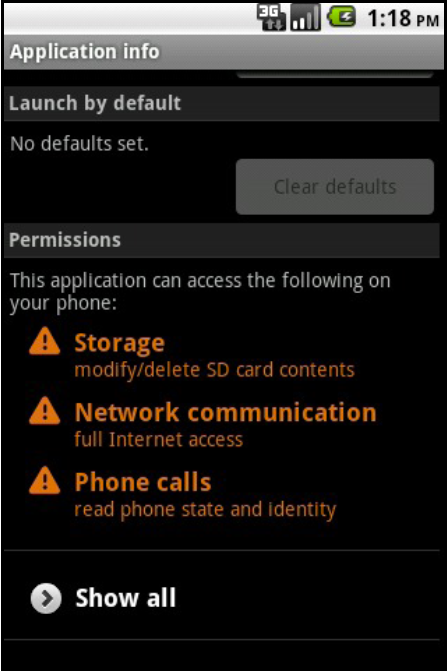 3G 1:18 PM
Application info
Launch by default
No defaults set.
Clear defaults
Permissions
This application can access the following on
your phone:
Storage
modify/delete SD card contents
Network communication
full Internet access
Phone calls
read phone state and identity
Show all